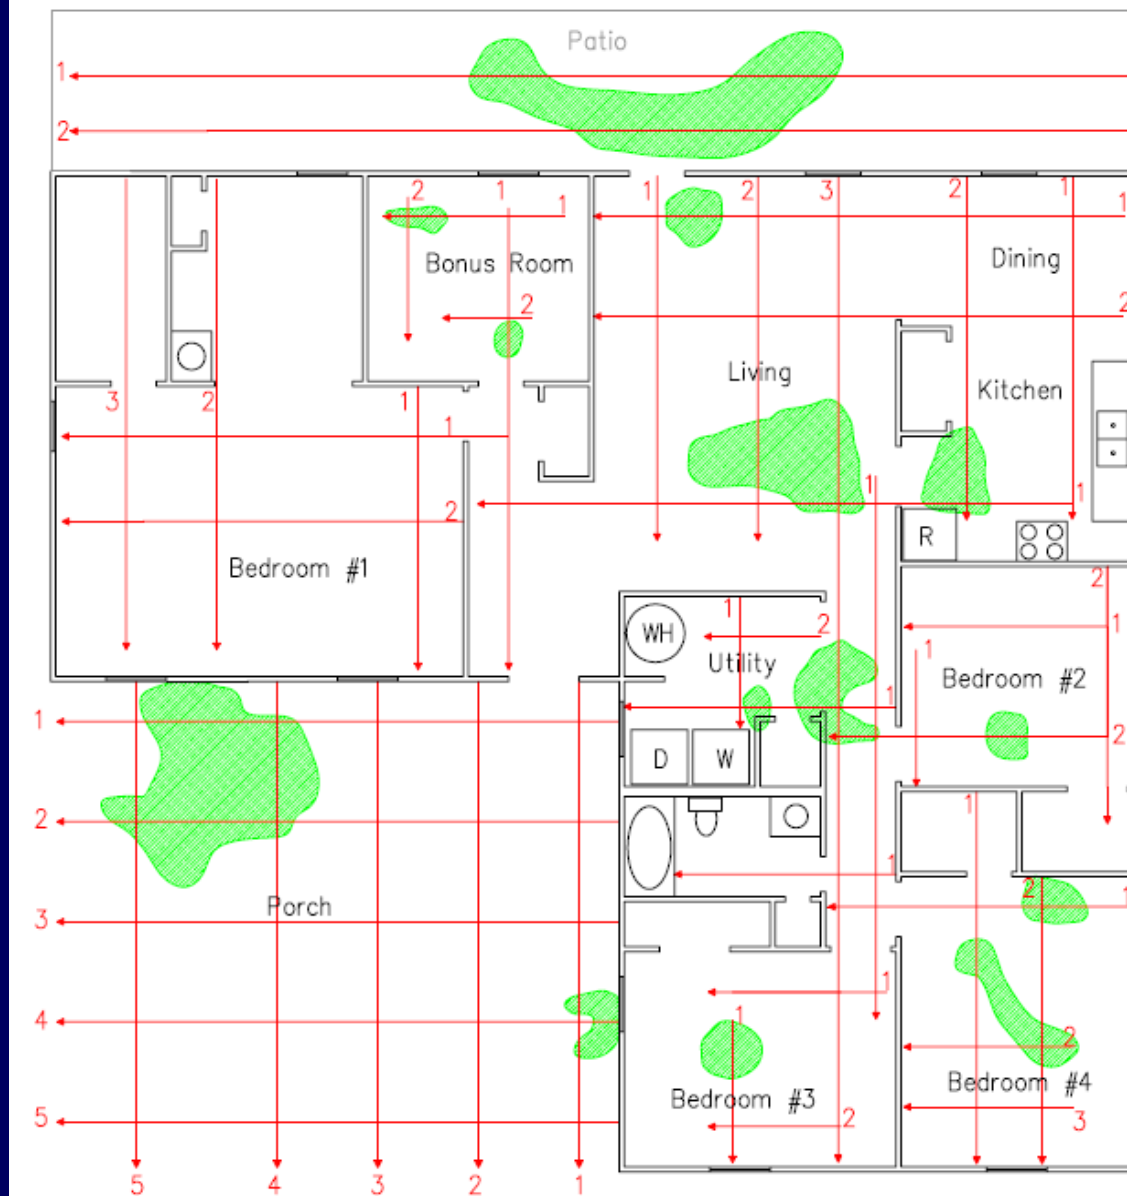 Patio
1
2
2 1 1 1 2 3 2 1 1
Bonus Room
Dining
2 2
Living
Kitchen
3 2 1
1
1 1
2
R
Bedroom #1
2
1 2 1
WH
1
Utility
Bedroom #2
1 1
2
D W
1
2
1
2 1
Porch
3
1
4
1
2
Bedroom #3
Bedroom #4
5 2 3
5 4 3 2 1